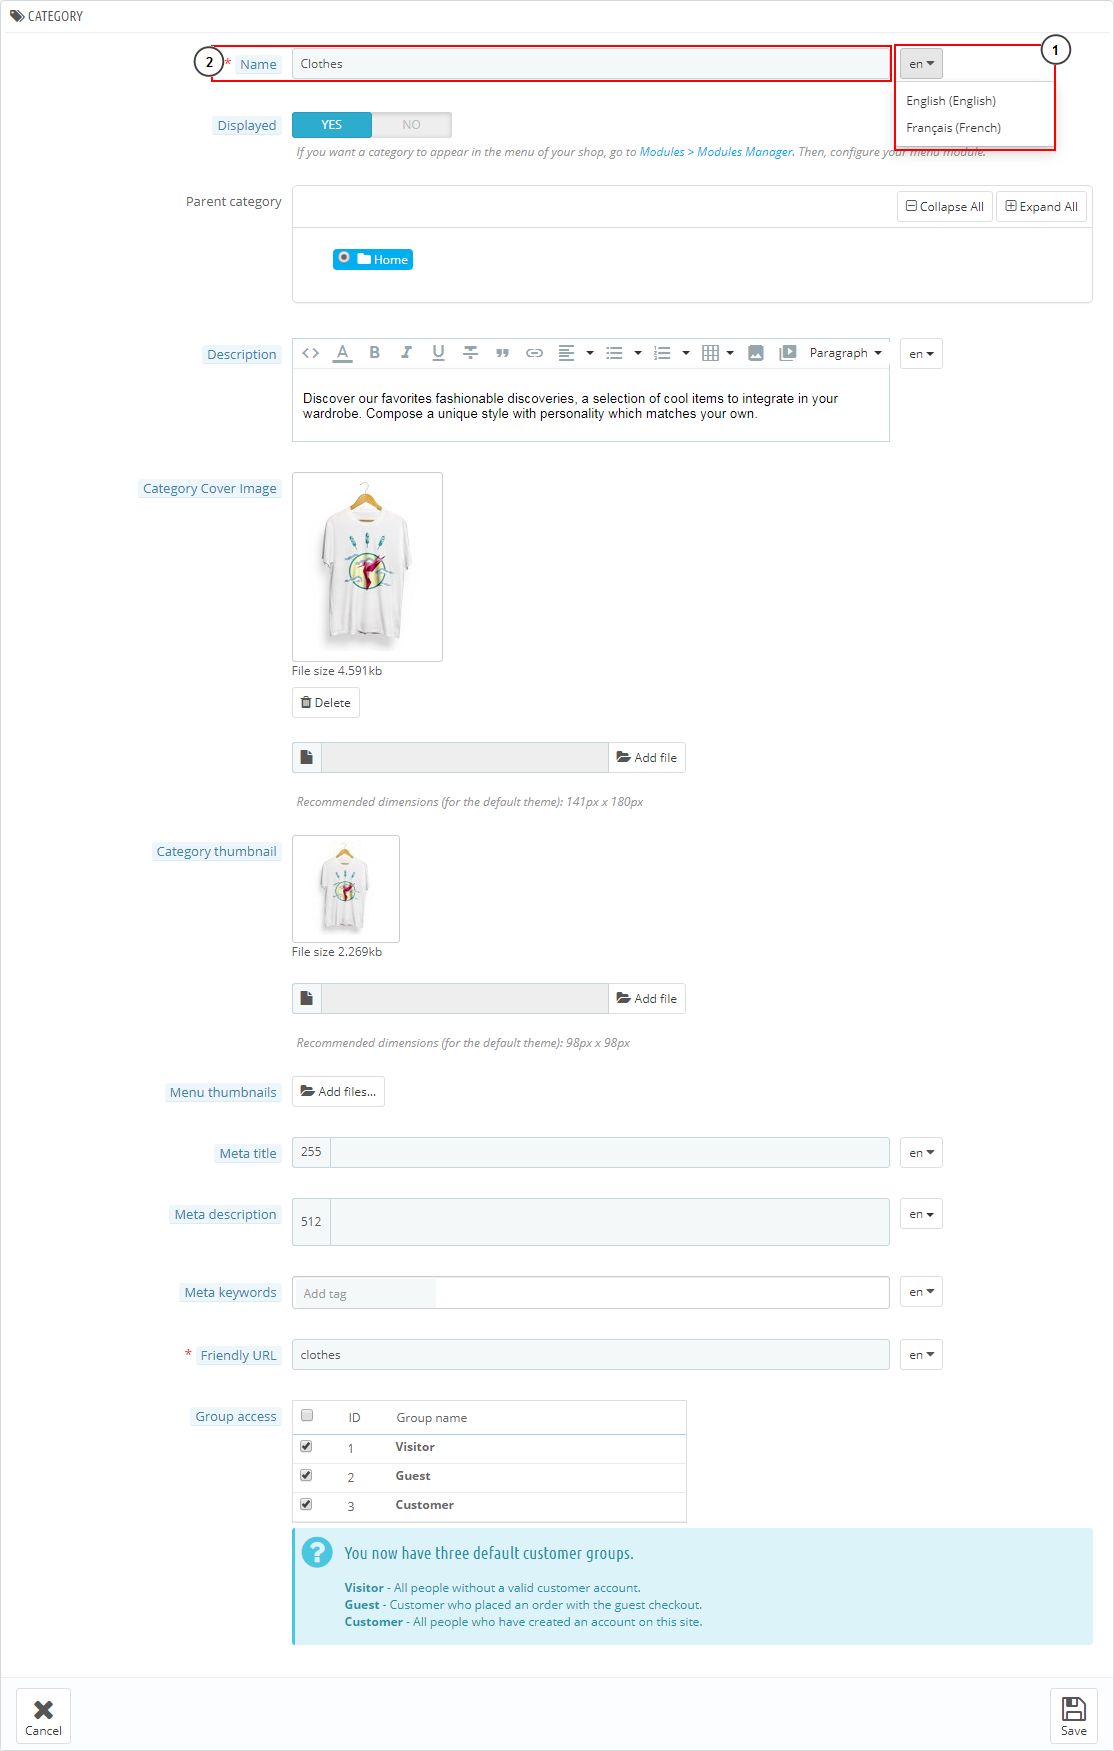 CATEGORY
1
2 * Name Clothes en
English (English)
Français (French)
Displayed YES NO
If you want a category to appear in the menu of your shop, go to Modules > Modules Manager. Then, configure your menu module.
Parent category Collapse All Expand All
Home
Description A B I U Paragraph en
Discover our favorites fashionable discoveries, a selection of cool items to integrate in your
wardrobe. Compose a unique style with personality which matches your own.
Category Cover Image
File size 4.591kb
Delete
Add file
Recommended dimensions (for the default theme): 141px x 180px
Category thumbnail
File size 2.269kb
Add file
Recommended dimensions (for the default theme): 98px x 98px
Menu thumbnails Add files...
Meta title 255 en
Meta description 512 en
Meta keywords Add tag en
* Friendly URL clothes en
Group access ID Group name
1 Visitor
2 Guest
3 Customer
? You now have three default customer groups.
Visitor - All people without a valid customer account.
Guest - Customer who placed an order with the guest checkout.
Customer - All people who have created an account on this site.
Cancel Save